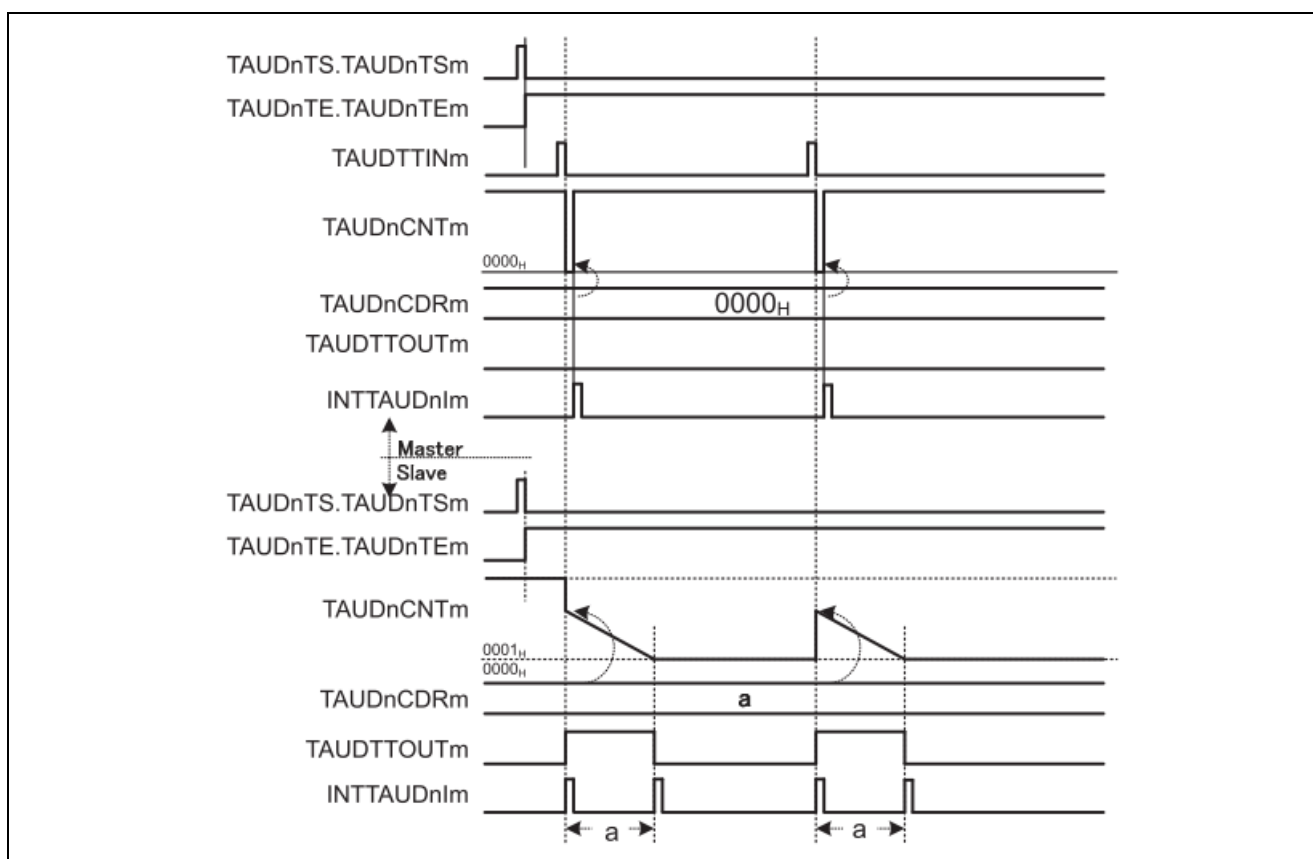 TAUDnTS.TAUDnTSm
TAUDnTE.TAUDnTEm
TAUDTTINm
TAUDnCNTm
0000H
TAUDnCDRm
0000H
TAUDTTOUTm
INTTAUDnIm
Master
Slave
TAUDnTS.TAUDnTSm
TAUDnTE.TAUDnTEm
TAUDnCNTm
0001H
0000H
TAUDnCDRm
a
TAUDTTOUTm
INTTAUDnIm
a a